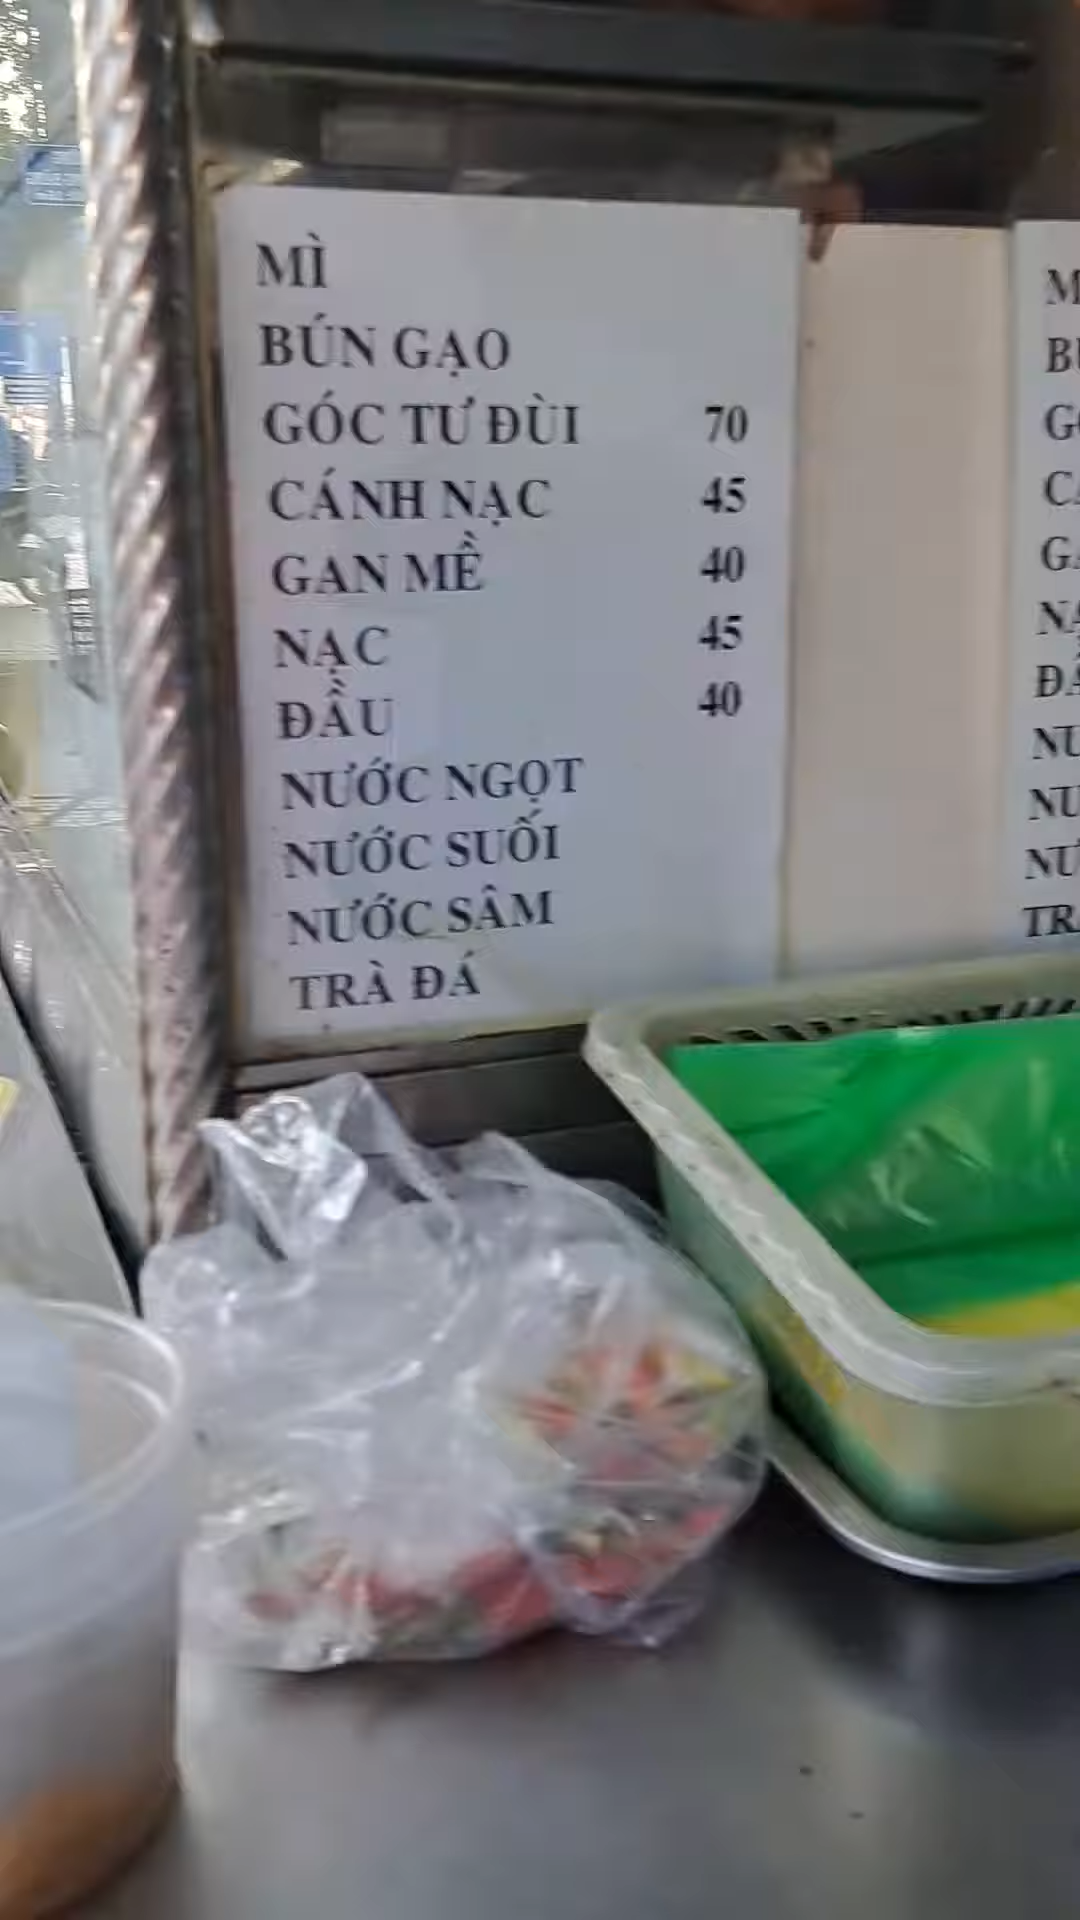 MÌ
BÚN GẠO
GÓC TƯ ĐÙI 70
CÁNH NẠC 45
GAN MỀ 40
NẠC 45
ĐẦU 40
NƯỚC NGỌT
NƯỚC SUỐI
NƯỚC SÂM
TRÀ ĐÁ